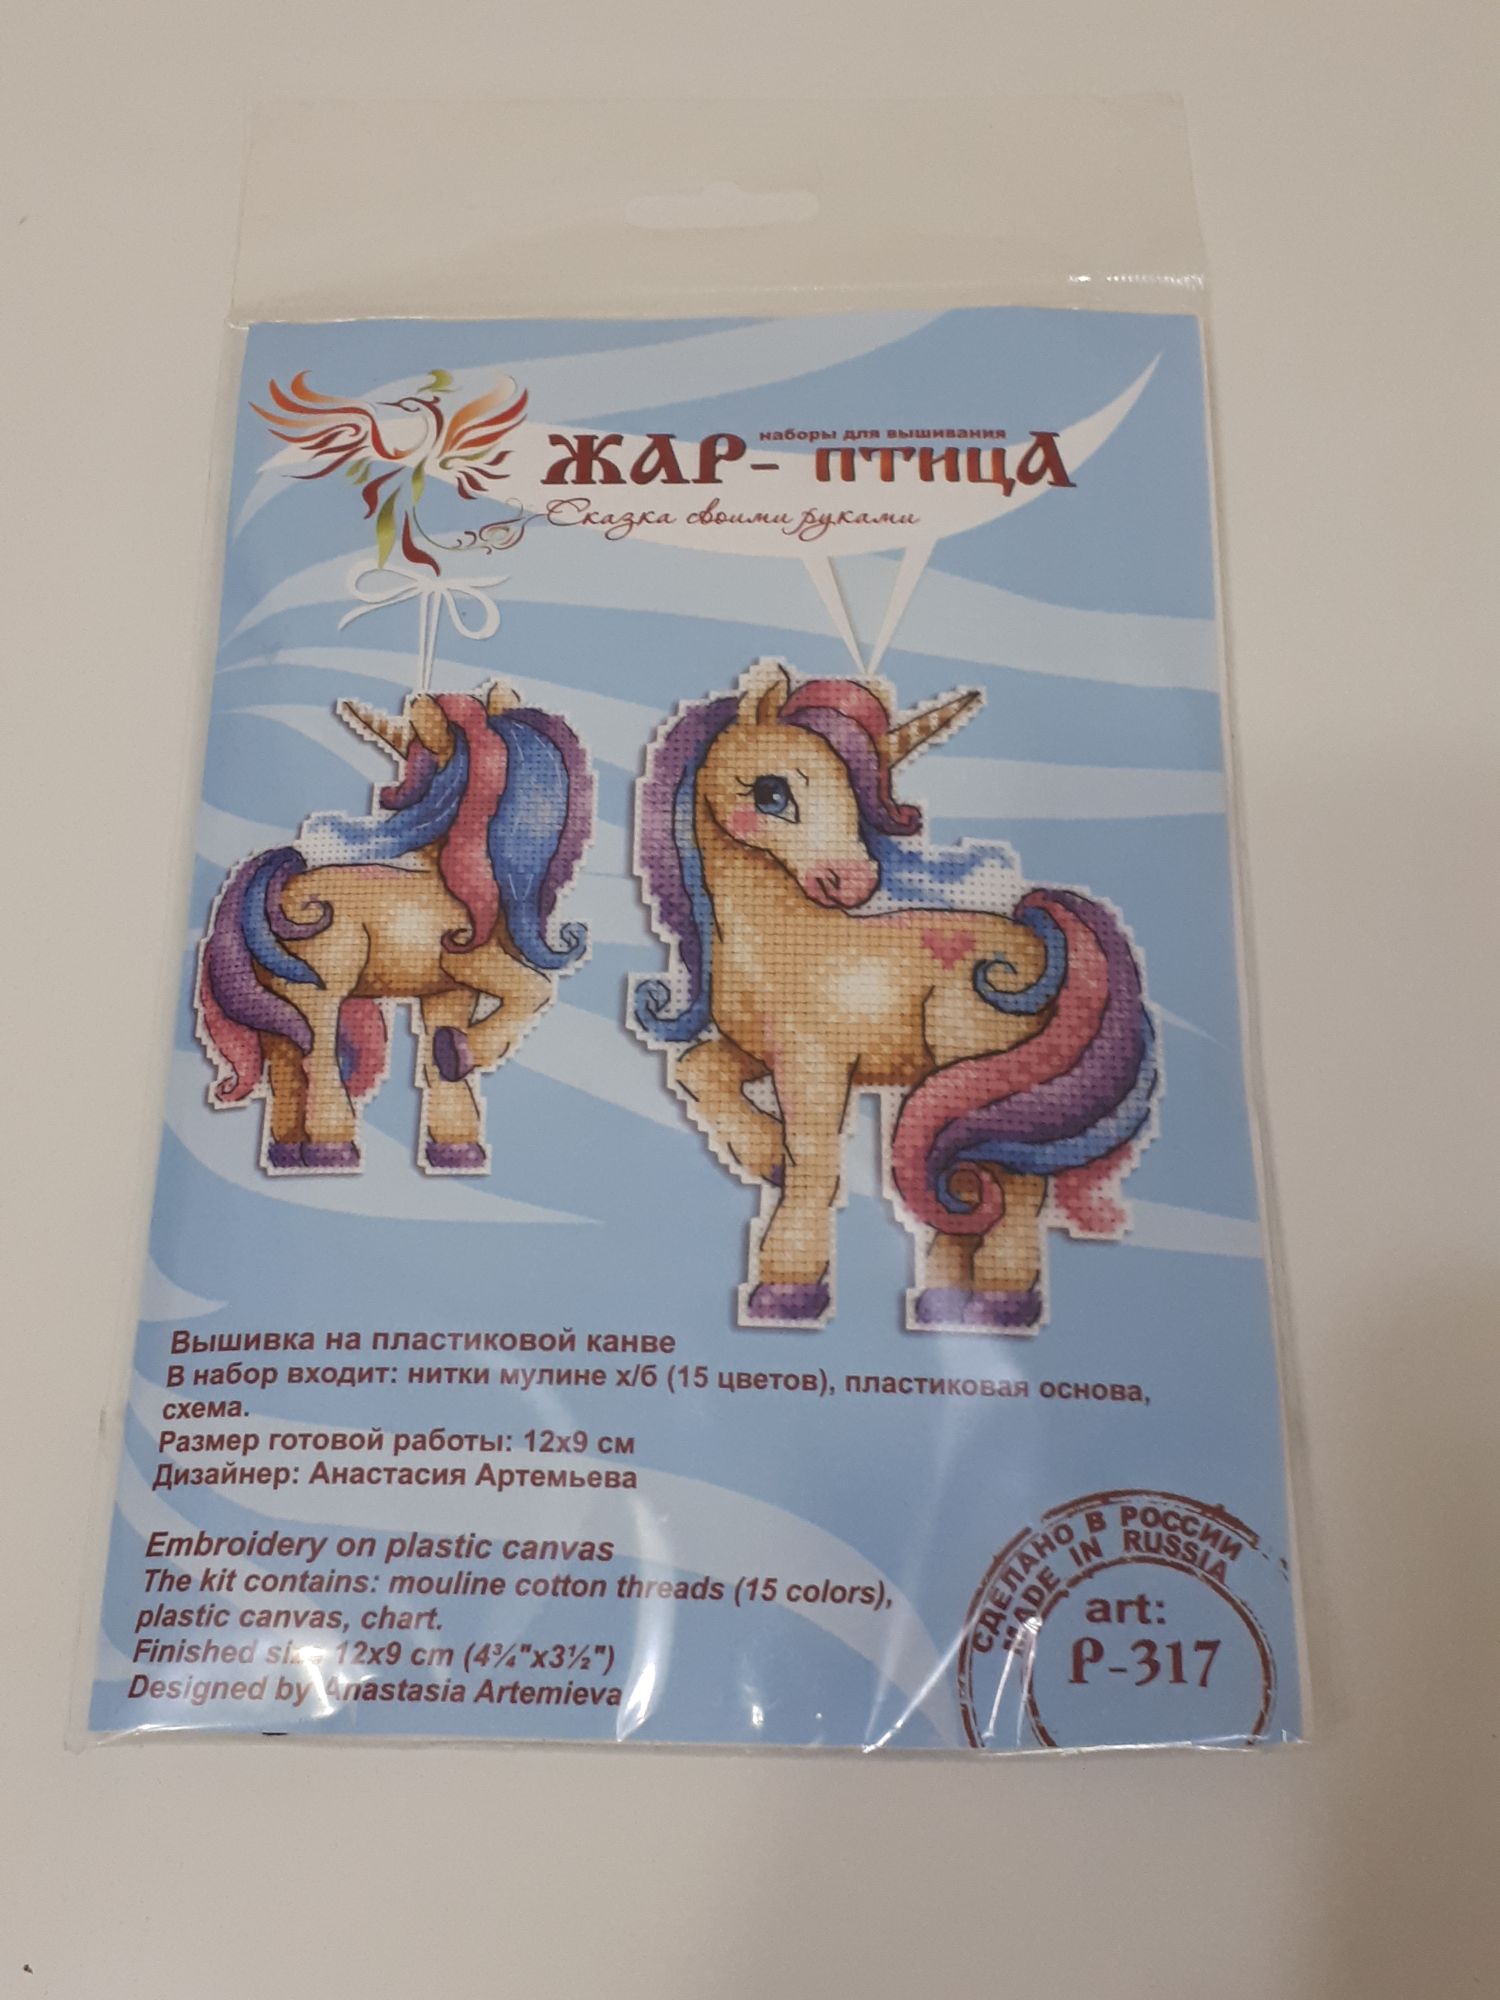 наборы для вышивания
ЖАР-ПТИЦА
Сказка своими руками
Вышивка на пластиковой канве
В набор входит: нитки мулине х/б (15 цветов), пластиковая основа,
схема.
Размер готовой работы: 12х9 см
Дизайнер: Анастасия Артемьева
Embroidery on plastic canvas
The kit contains: mouline cotton threads (15 colors),
plastic canvas, chart.
Finished size 12x9 cm (4¾"x3½")
Designed by Anastasia Artemieva
СДЕЛАНО В РОССИИ
MADE IN RUSSIA
art:
Р-317